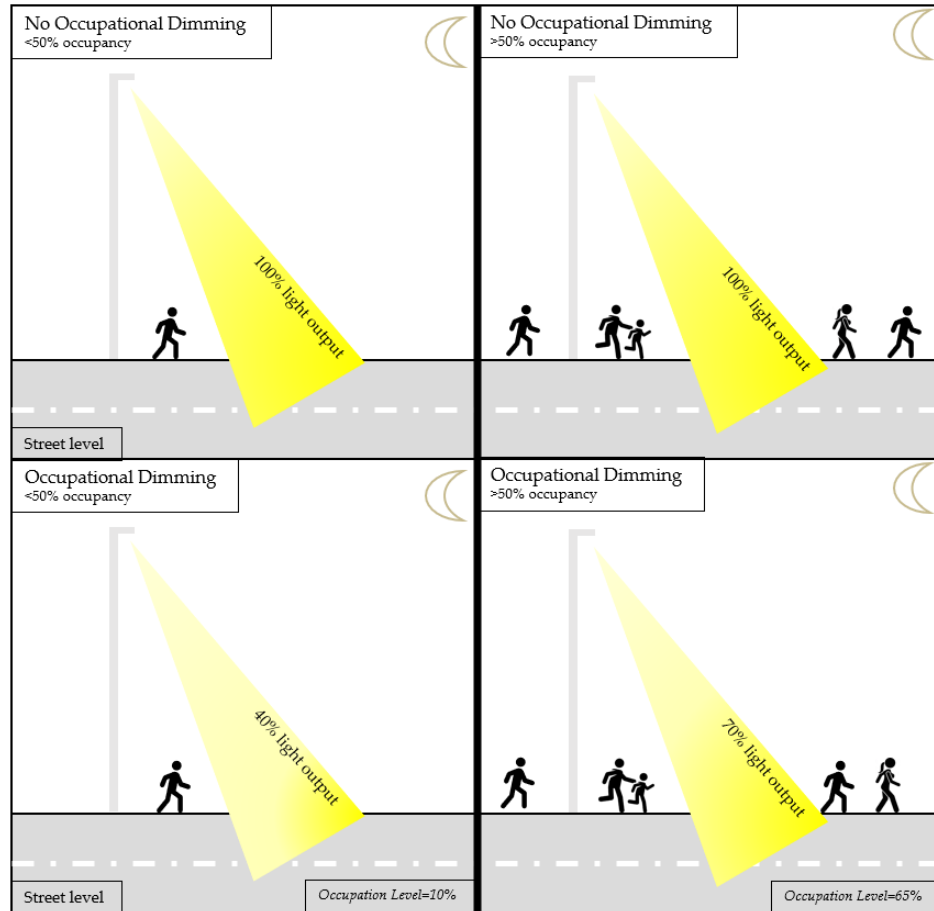 No Occupational Dimming
<50% occupancy
100% light output
Street level
No Occupational Dimming
>50% occupancy
100% light output
Occupational Dimming
<50% occupancy
40% light output
Street level
Occupation Level=10%
Occupational Dimming
>50% occupancy
70% light output
Occupation Level=65%